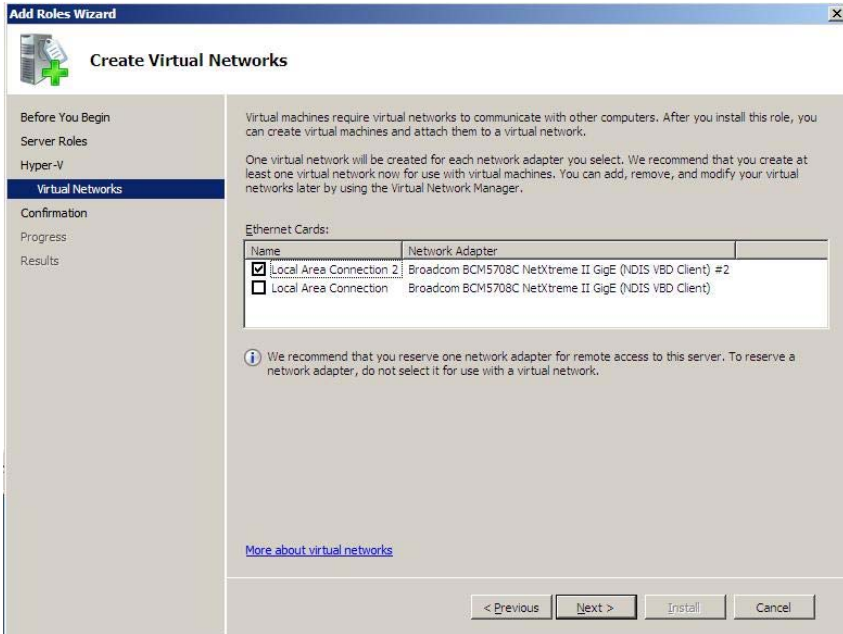 Add Roles Wizard
Create Virtual Networks
Before You Begin
Server Roles
Hyper-V
Virtual Networks
Confirmation
Progress
Results
Virtual machines require virtual networks to communicate with other computers. After you install this role, you
can create virtual machines and attach them to a virtual network.
One virtual network will be created for each network adapter you select. We recommend that you create at
least one virtual network now for use with virtual machines. You can add, remove, and modify your virtual
networks later by using the Virtual Network Manager.
Ethernet Cards:
Name Network Adapter
Local Area Connection 2 Broadcom BCM5708C NetXtreme II GigE (NDIS VBD Client) #2
Local Area Connection Broadcom BCM5708C NetXtreme II GigE (NDIS VBD Client)
We recommend that you reserve one network adapter for remote access to this server. To reserve a
network adapter, do not select it for use with a virtual network.
More about virtual networks
< Previous Next > Install Cancel